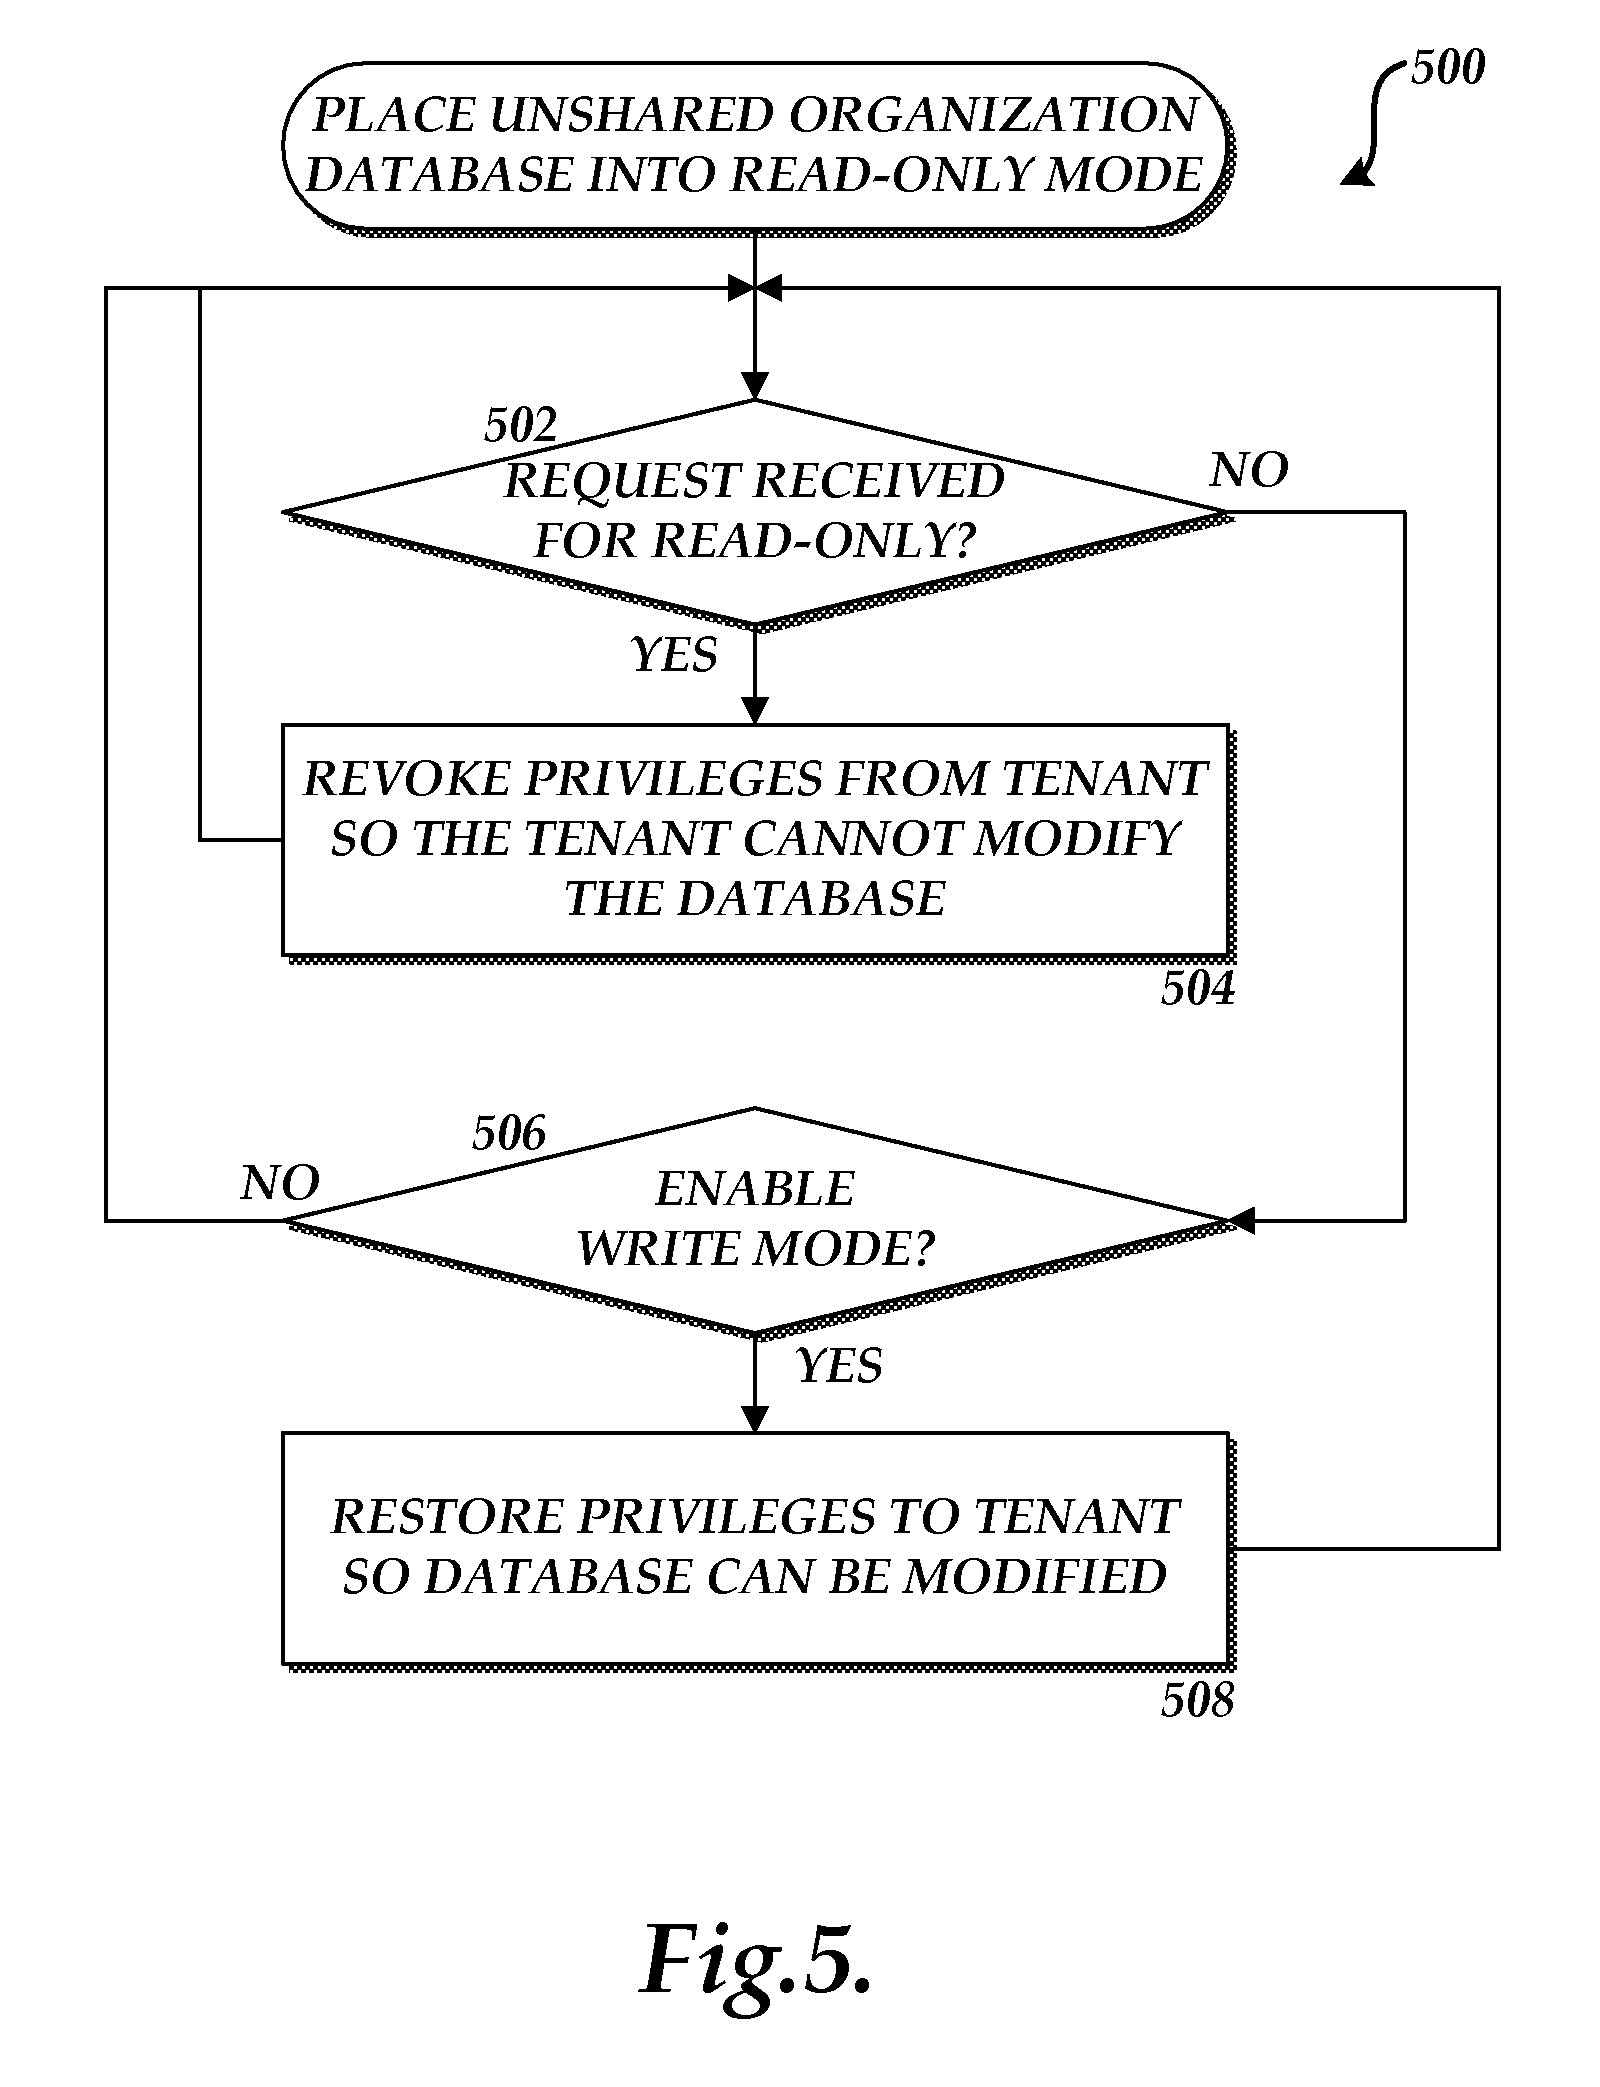 500
PLACE UNSHARED ORGANIZATION
DATABASE INTO READ-ONLY MODE
502
REQUEST RECEIVED
FOR READ-ONLY?
NO
YES
REVOKE PRIVILEGES FROM TENANT
SO THE TENANT CANNOT MODIFY
THE DATABASE
504
506
NO
ENABLE
WRITE MODE?
YES
RESTORE PRIVILEGES TO TENANT
SO DATABASE CAN BE MODIFIED
508
Fig.5.